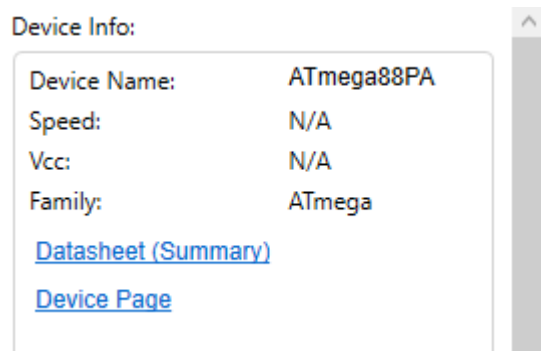 Device Info:
Device Name: ATmega88PA
Speed: N/A
Vcc: N/A
Family: ATmega
Datasheet (Summary)
Device Page